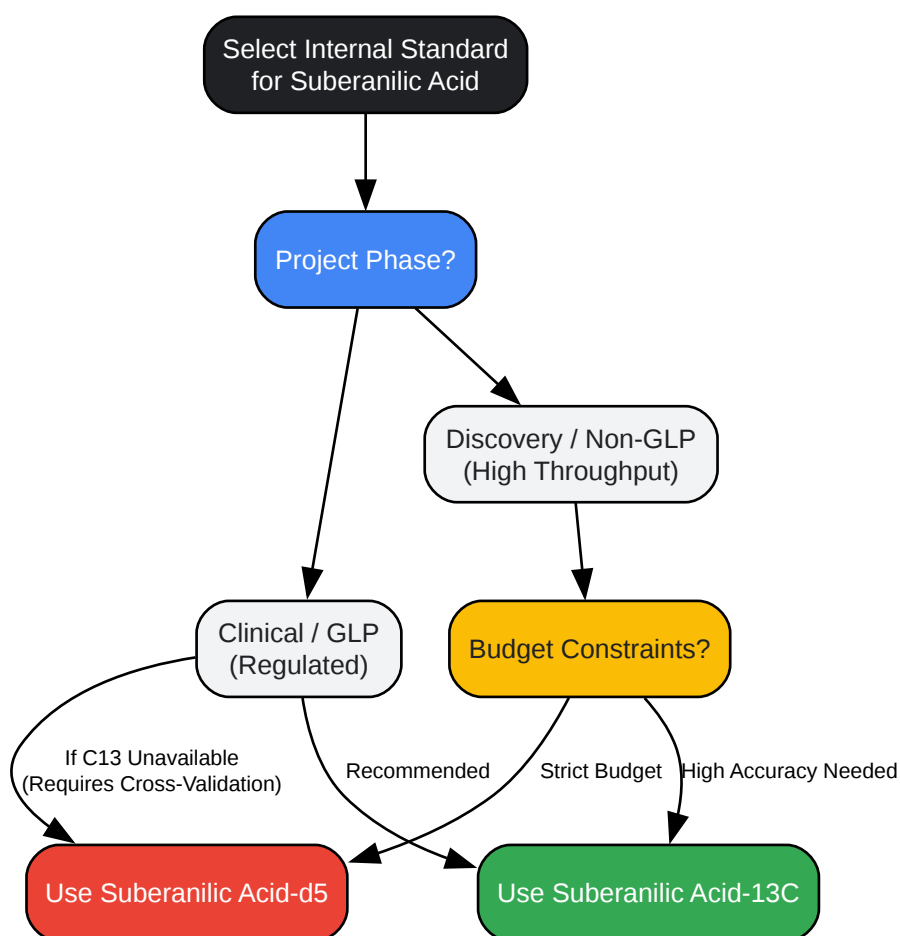 Select Internal Standard
for Suberanilic Acid
Project Phase?
Discovery / Non-GLP
(High Throughput)
Clinical / GLP
(Regulated)
Budget Constraints?
If C13 Unavailable
(Requires Cross-Validation)
Recommended
Strict Budget
High Accuracy Needed
Use Suberanilic Acid-d5
Use Suberanilic Acid-13C